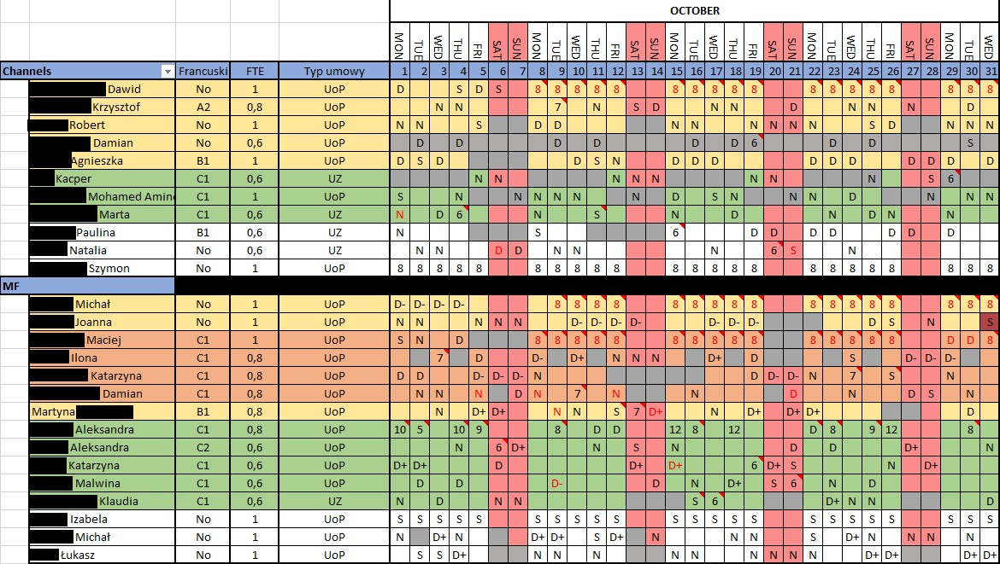 OCTOBER
MON TUE WED THU FRI SAT SUN MON TUE WED THU FRI SAT SUN MON TUE WED THU FRI SAT SUN MON TUE WED THU FRI SAT SUN MON TUE WED
Channels Francuski FTE Typ umowy 1 2 3 4 5 6 7 8 9 10 11 12 13 14 15 16 17 18 19 20 21 22 23 24 25 26 27 28 29 30 31
Dawid No 1 UoP D S D S 8 8 8 8 8 8 8 8 8 8 8 8 8 8 8 8 8 8
Krzysztof A2 0,8 UoP N N 7 N S D N N D N N N D
Robert No 1 UoP N N S D D N N N N N N S D N N N
Damian No 0,6 UoP D D D D D D 6 D D S
Agnieszka B1 1 UoP D S D D S N D D D D D D D D D D
Kacper C1 0,6 UZ N N N N N N N N S 6
Mohamed Amin C1 1 UoP S N N N N N N D S N N N D N N N
Marta C1 0,6 UZ N D 6 N S N D N D N N
Paulina B1 0,6 UZ N S 6 D D D D D D D
Natalia No 0,6 UZ N N D D N N N 6 S N
Szymon No 1 UoP 8 8 8 8 8 8 8 8 8 8 8 8 8 8 8 8 8 8 8 8 8 8 8
MF
Michał No 1 UoP D- D- D- D- 8 8 8 8 8 8 8 8 8 8 8 8 8 8 8 8 8
Joanna No 1 UoP N N N N N D- D- D- D- D- D- D- D S N S
Maciej C1 1 UoP S N D 8 8 8 8 8 8 8 8 8 8 8 8 8 8 8 D D 8
Ilona C1 0,8 UoP 7 D D- D+ N N N D+ D S D- D- D-
Katarzyna C1 0,8 UoP D D D- D- D- N D D- D- N 7 S N
Damian C1 0,8 UoP N N N D N 7 N N D N D S N
Martyna B1 0,8 UoP N D+ D+ N N S 7 D+ N D+ D+ D+ D
Aleksandra C1 0,8 UoP 10 5 10 9 8 D D 12 8 12 D 8 9 12 8
Aleksandra C2 0,6 UoP N 6 D+ N S N D D D+ N
Katarzyna C1 0,6 UoP D+ D+ D D+ D+ 6 D+ S N D+
Malwina C1 0,6 UoP D D D- D N D+ S 6 N D
Klaudia C1 0,6 UZ N D N N S 6 D+ N N D
Izabela No 1 UoP S S S S S S S S S S S S S S S S S S S S S S S
Michał No 1 UoP N D+ N D+ D+ S D+ N N N S D+ N N N N
Łukasz No 1 UoP S S D+ N N N N N N N N N D+ D+ D+ D+